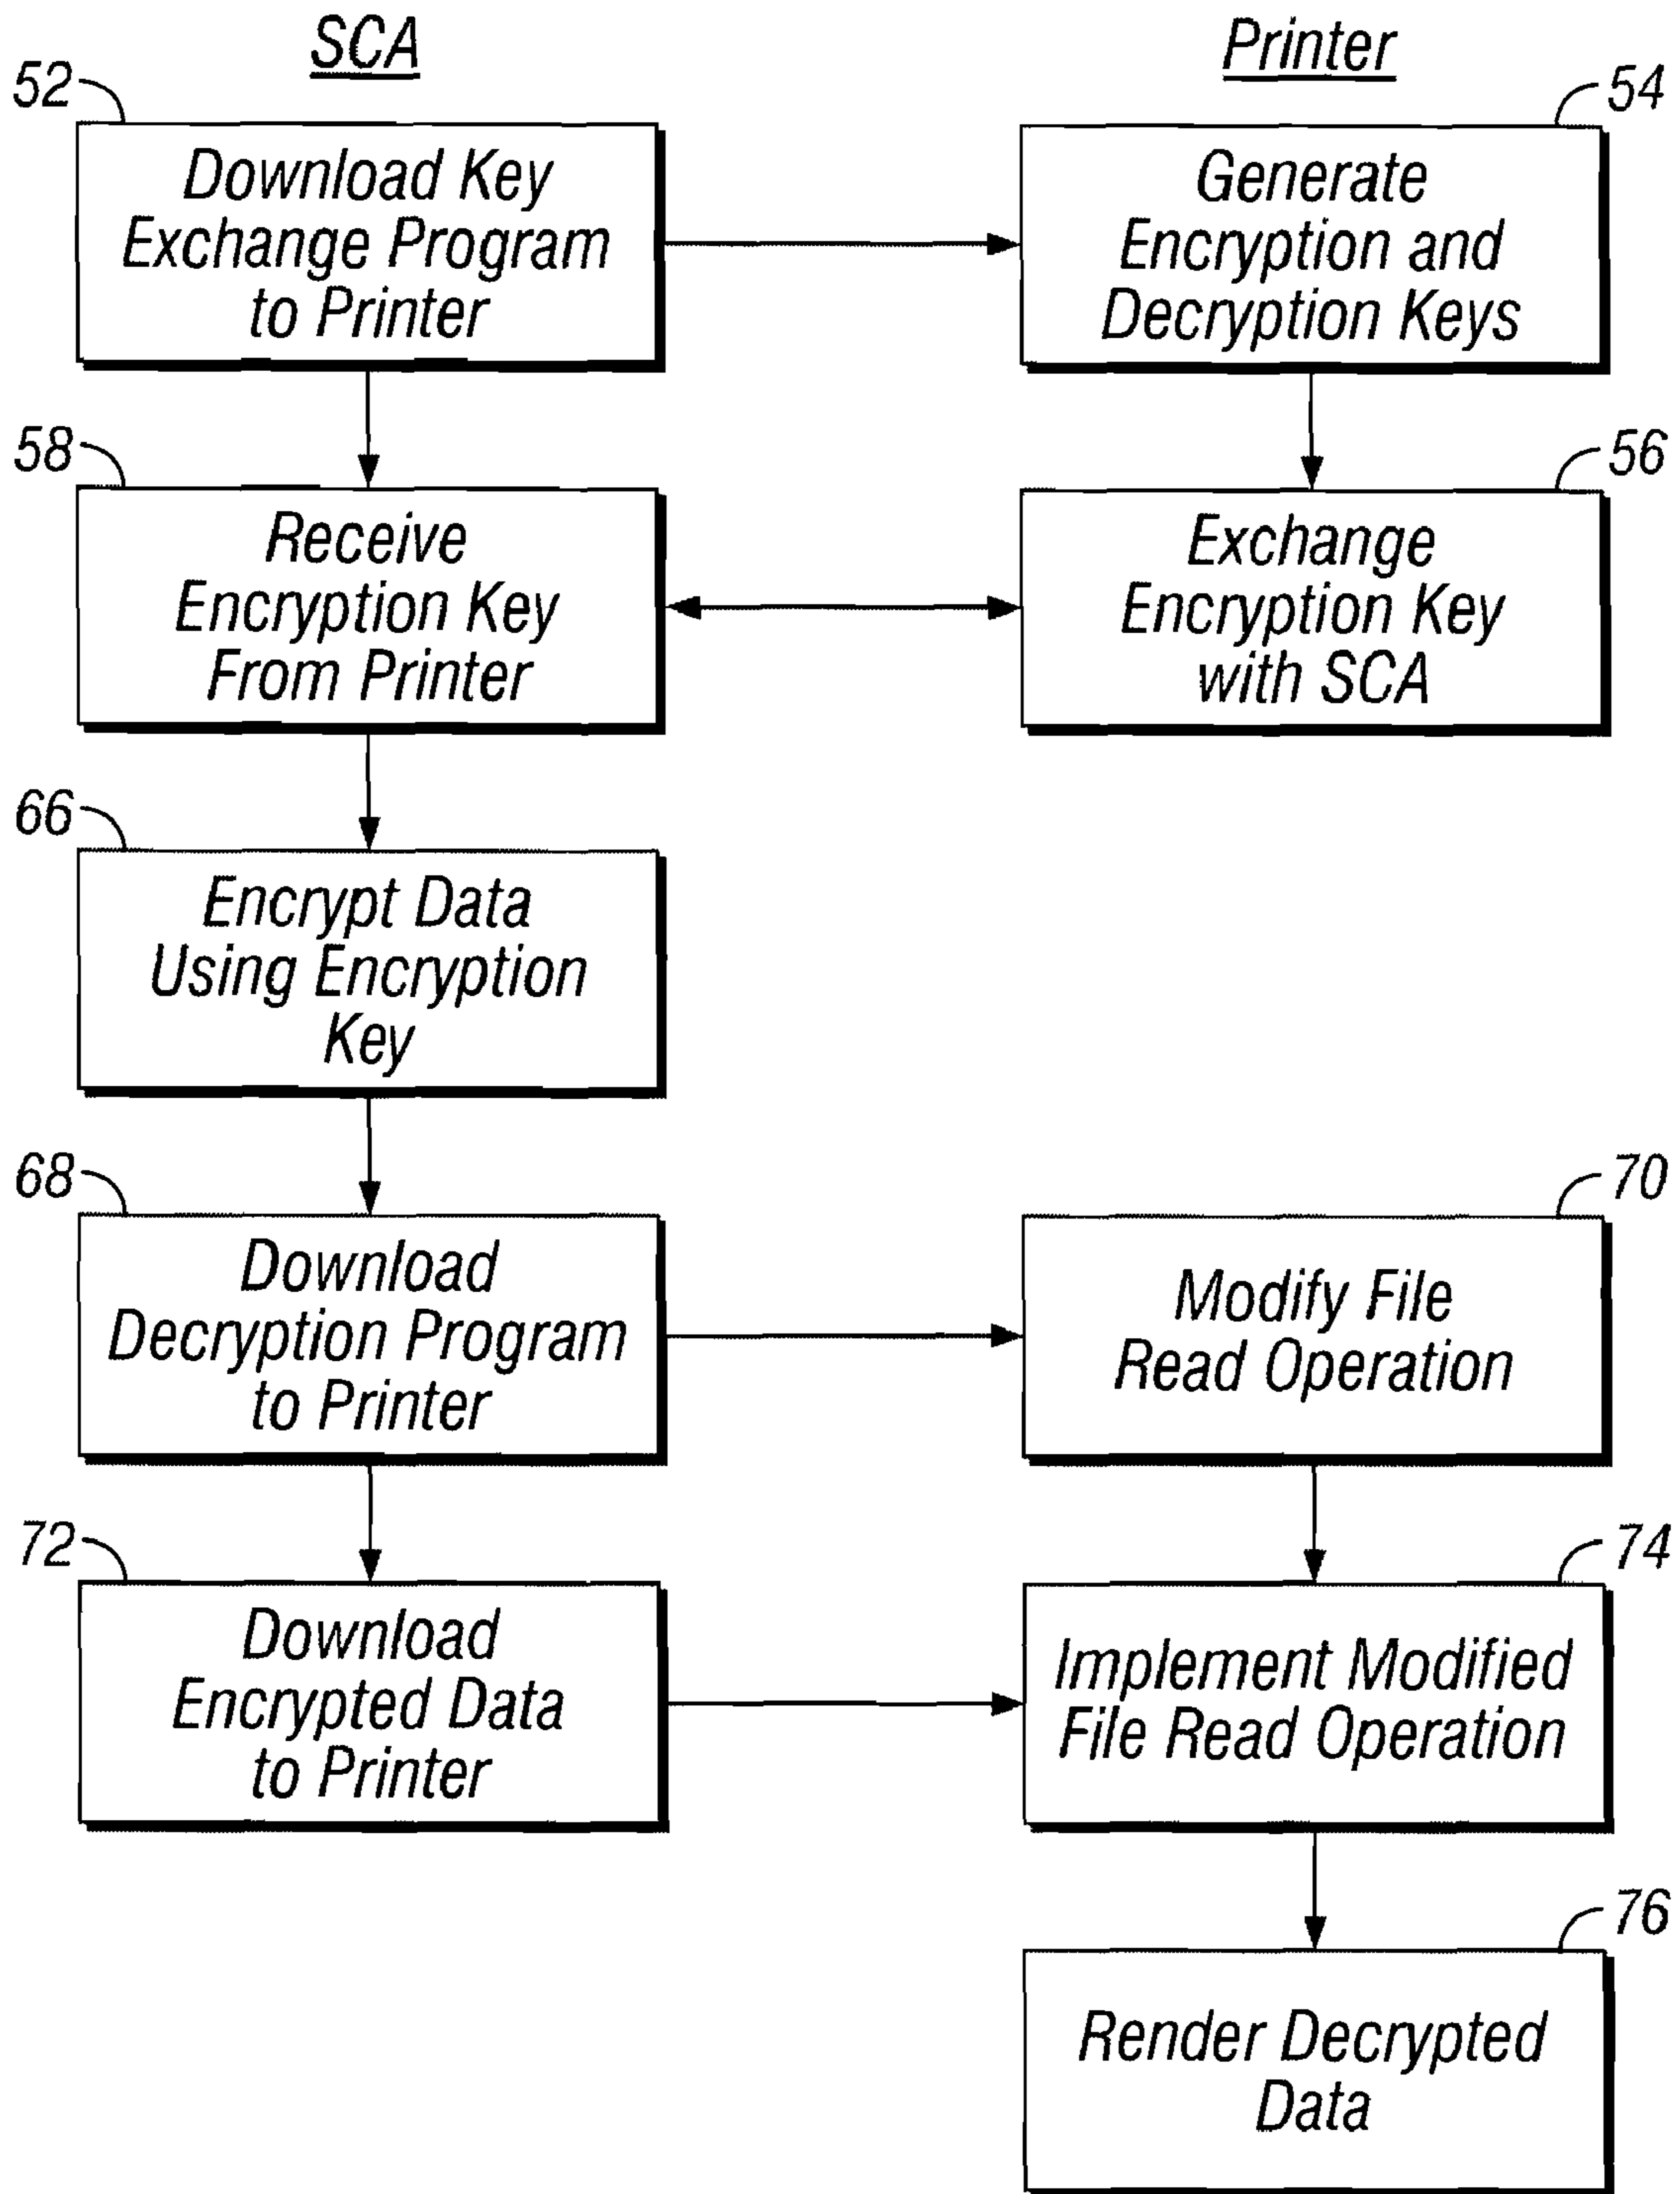 SCA
Printer
52
Download Key
Exchange Program
to Printer
54
Generate
Encryption and
Decryption Keys
58
Receive
Encryption Key
From Printer
56
Exchange
Encryption Key
with SCA
66
Encrypt Data
Using Encryption
Key
68
Download
Decryption Program
to Printer
70
Modify File
Read Operation
72
Download
Encrypted Data
to Printer
74
Implement Modified
File Read Operation
76
Render Decrypted
Data